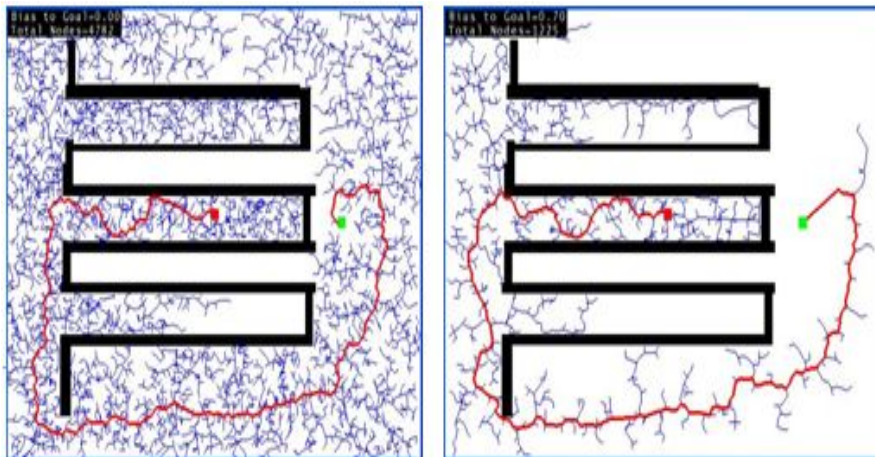 Bias to Goal=0.00
Total Nodes=4782
Bias to Goal=0.70
Total Nodes=1225